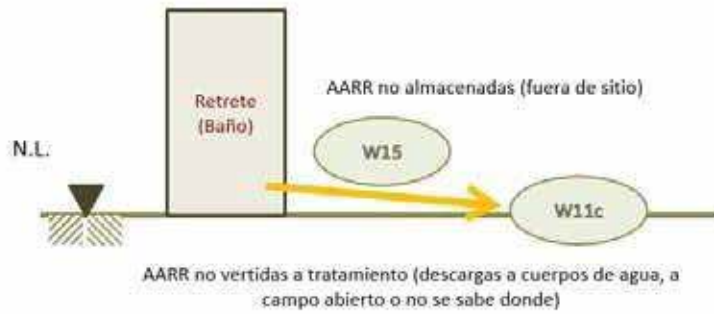 Retrete
(Baño)
AARR no almacenadas (fuera de sitio)
N.L.
W15
W11c
AARR no vertidas a tratamiento (descargas a cuerpos de agua, a
campo abierto o no se sabe donde)